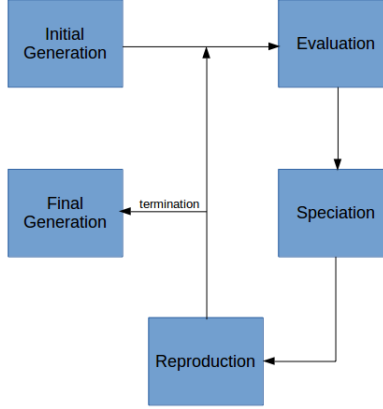 Initial
Generation
Evaluation
Final
Generation
termination
Speciation
Reproduction